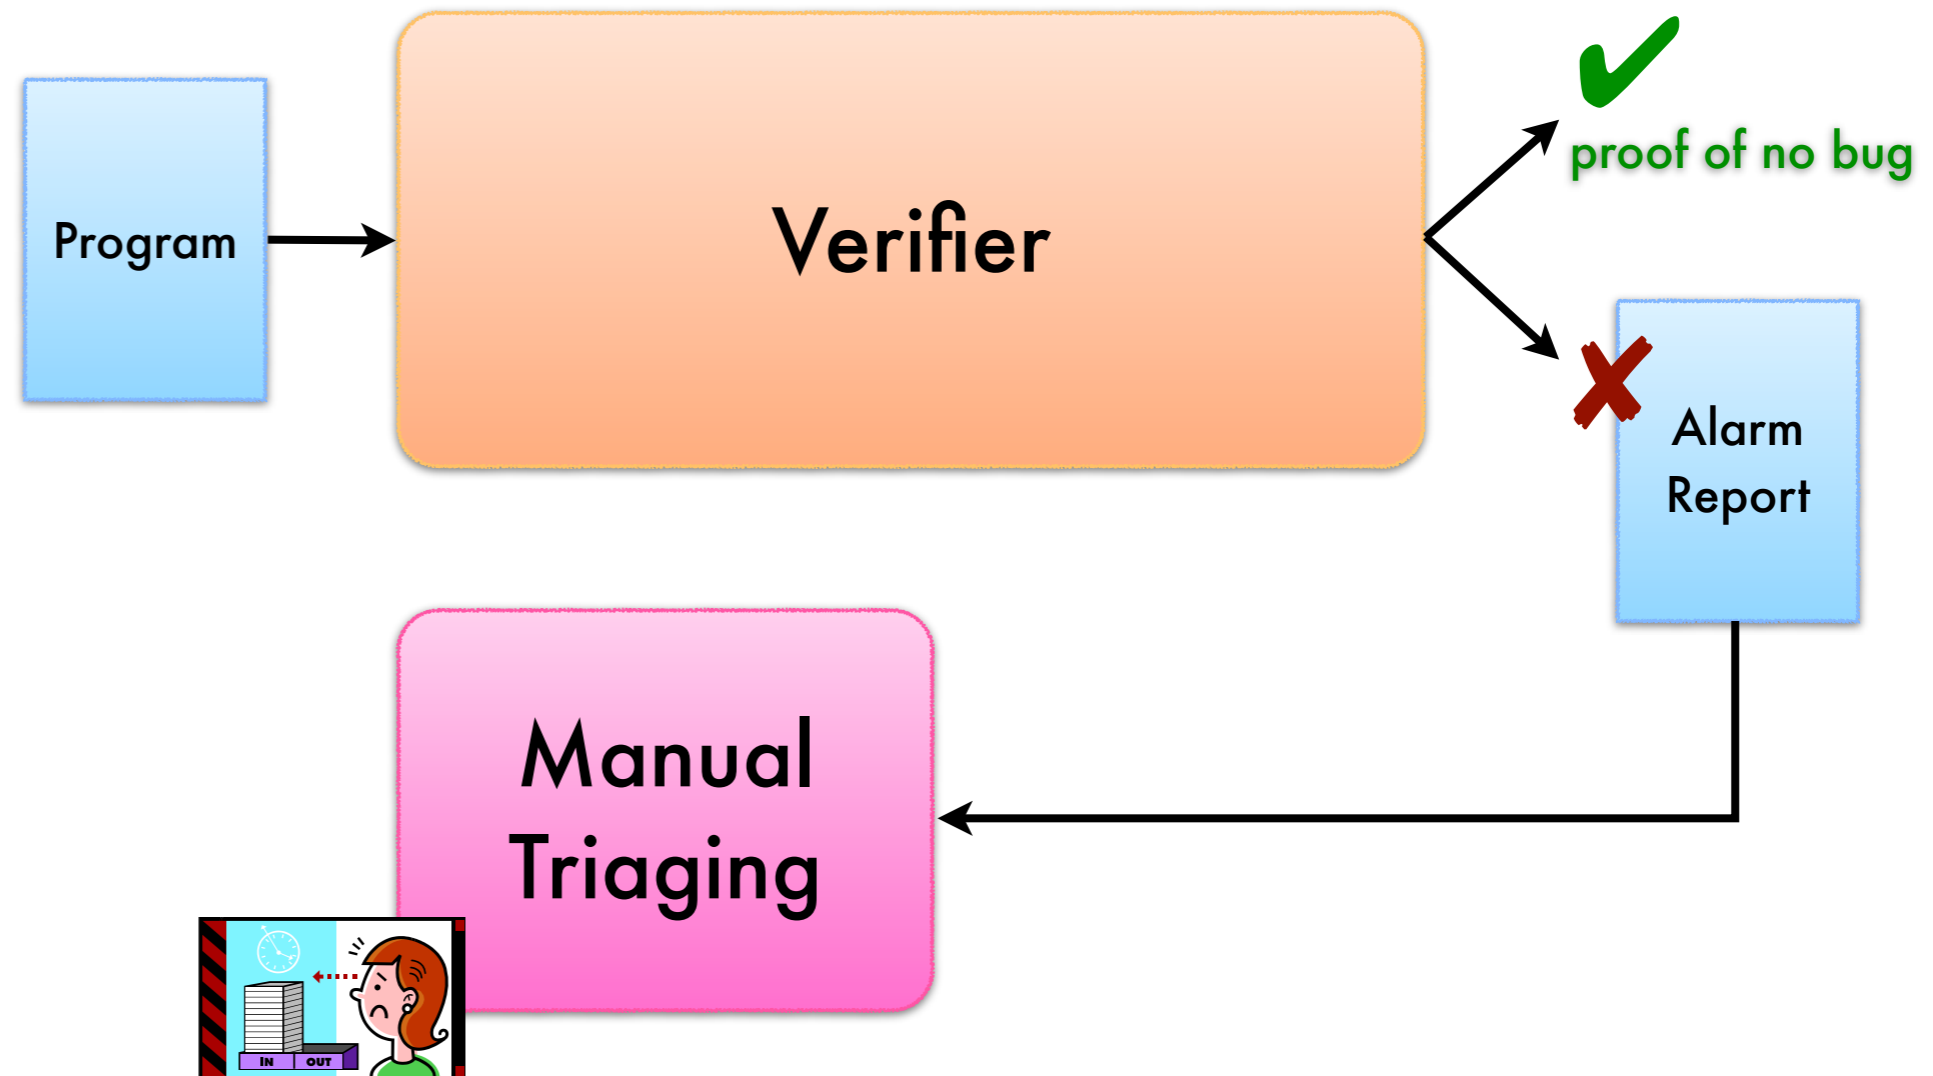 Program
Verifier
proof of no bug
Alarm
Report
Manual
Triaging
IN OUT